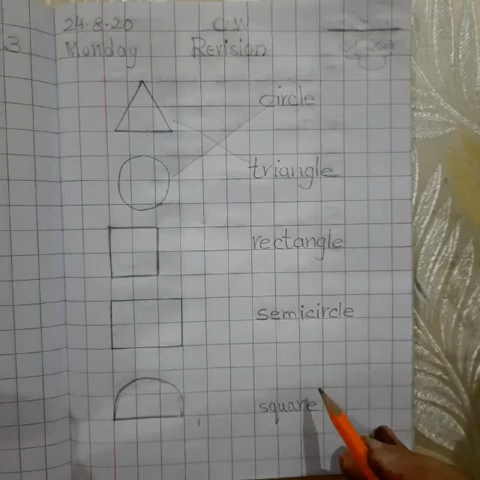 24.8.20 C.W
3
Monday Revision
circle
triangle
rectangle
semicircle
square